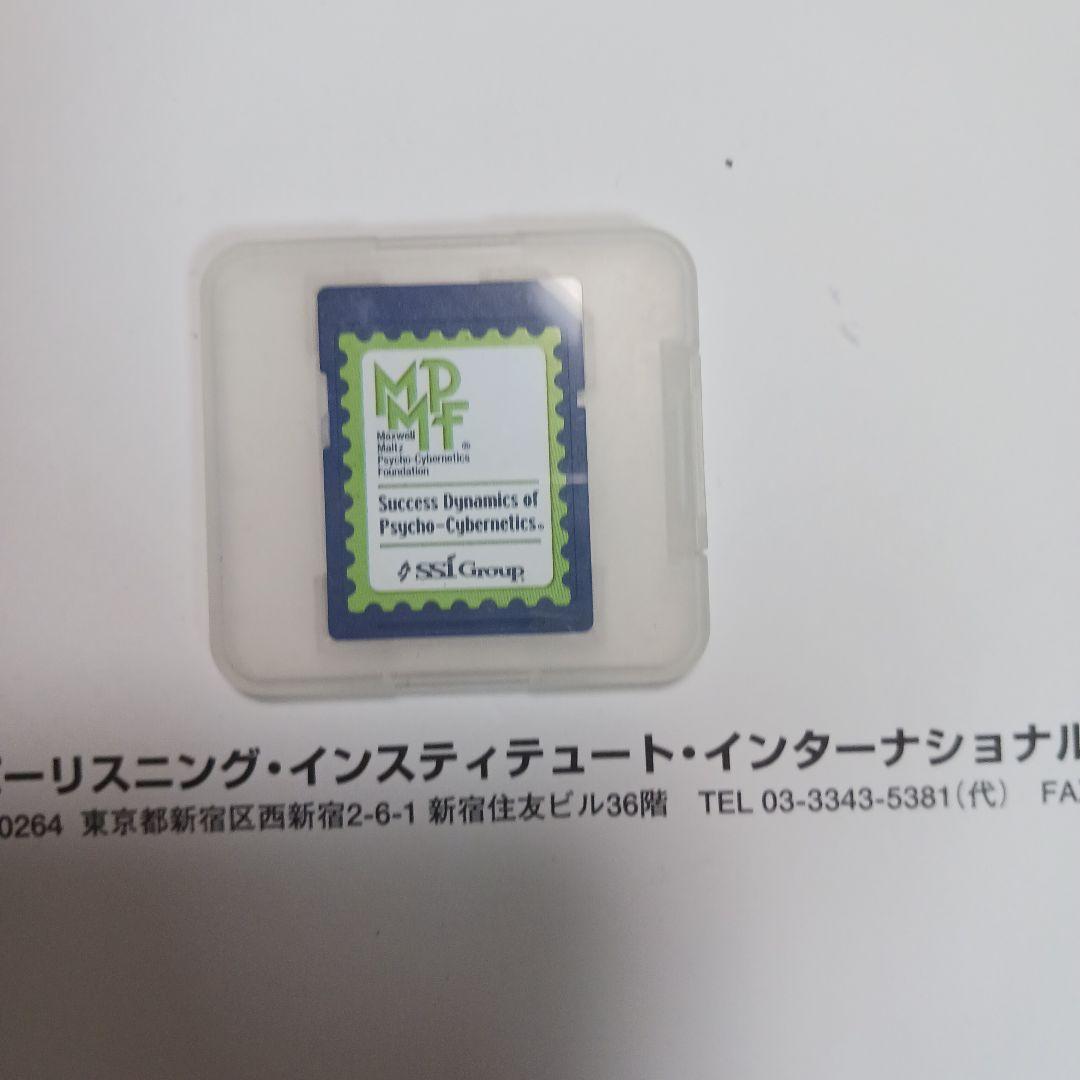 MPMF
Maxwell
Maltz ®
Psycho-Cybernetics
Foundation
Success Dynamics of
Psycho-Cybernetics®
SSI Group
ーリスニング・インスティテュート・インターナショナル
0264 東京都新宿区西新宿2-6-1 新宿住友ビル36階 TEL 03-3343-5381(代) FA